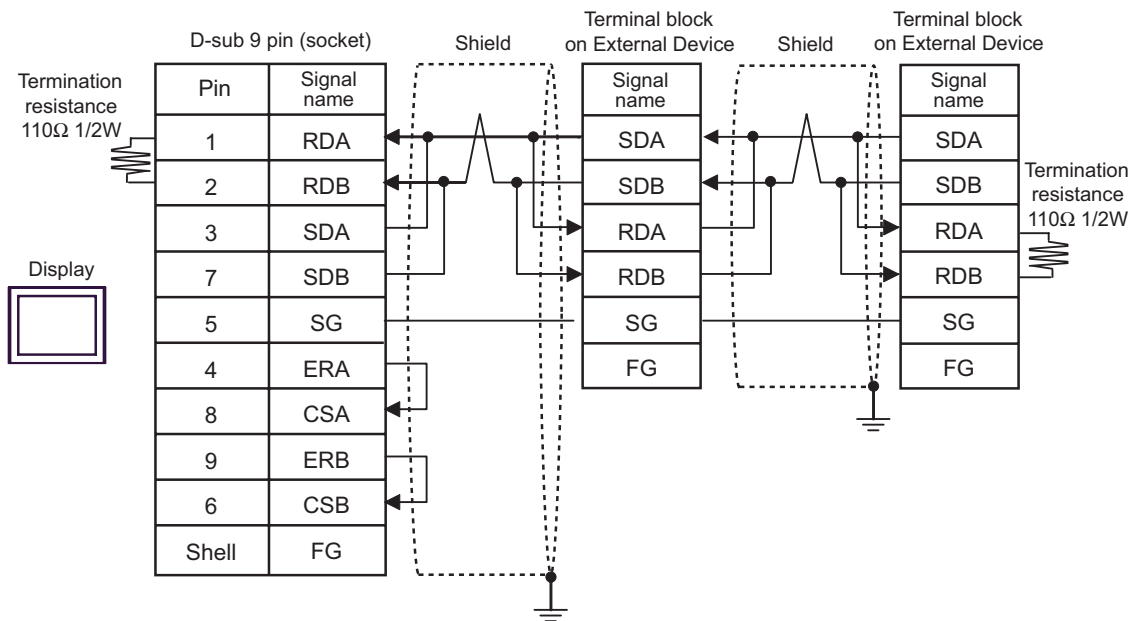 Terminal block
on External Device
Terminal block
on External Device
D-sub 9 pin (socket)
Shield
Shield
Termination
resistance
110Ω 1/2W
Pin
Signal
name
1
RDA
2
RDB
3
SDA
7
SDB
5
SG
4
ERA
8
CSA
9
ERB
6
CSB
Shell
FG
Signal
name
SDA
SDB
RDA
RDB
SG
FG
Signal
name
SDA
SDB
RDA
RDB
SG
FG
Termination
resistance
110Ω 1/2W
Display